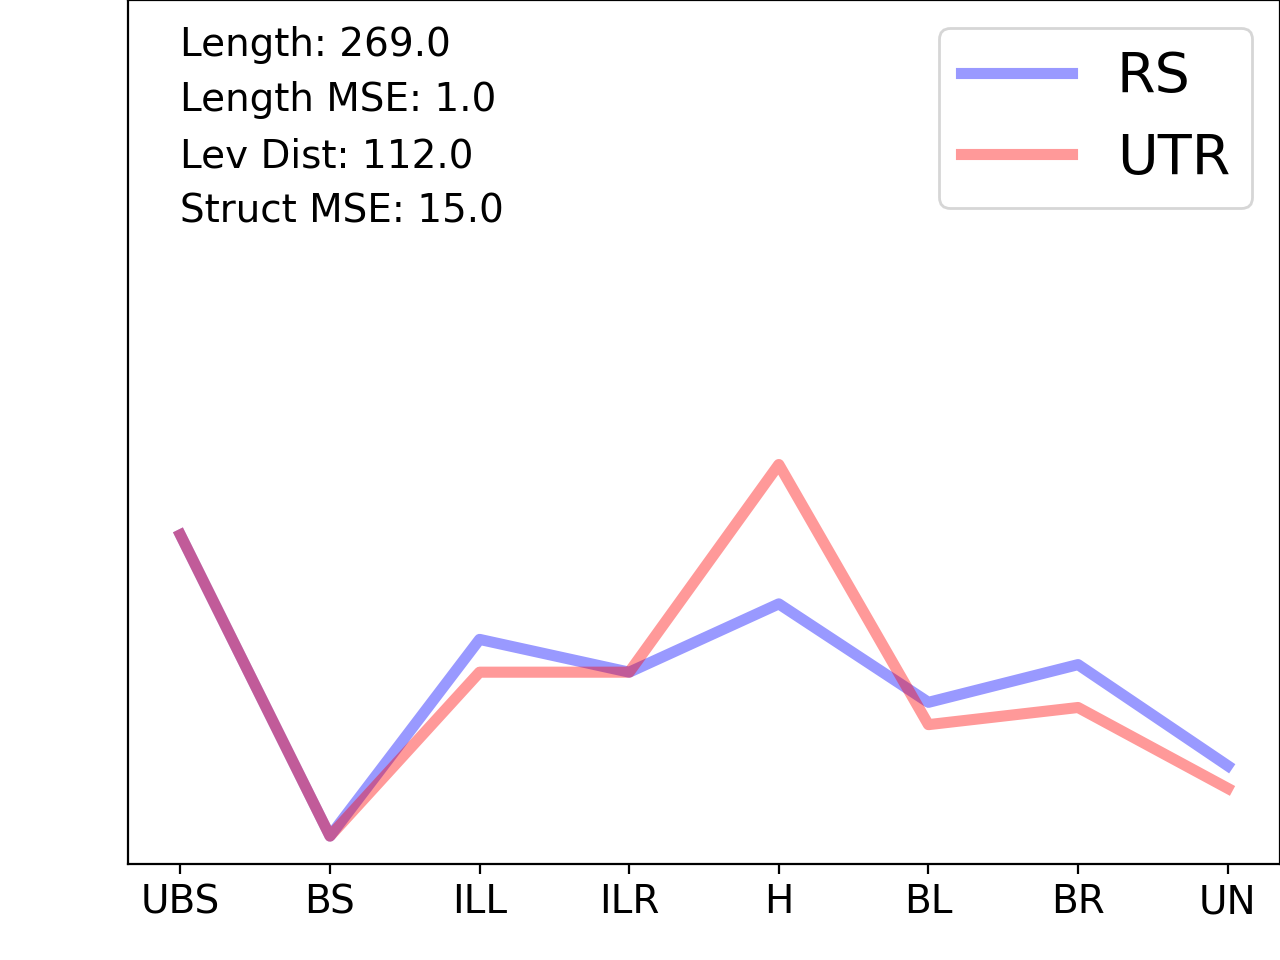 Length: 269.0
Length MSE: 1.0
Lev Dist: 112.0
Struct MSE: 15.0
RS
UTR
UBS BS ILL ILR H BL BR UN